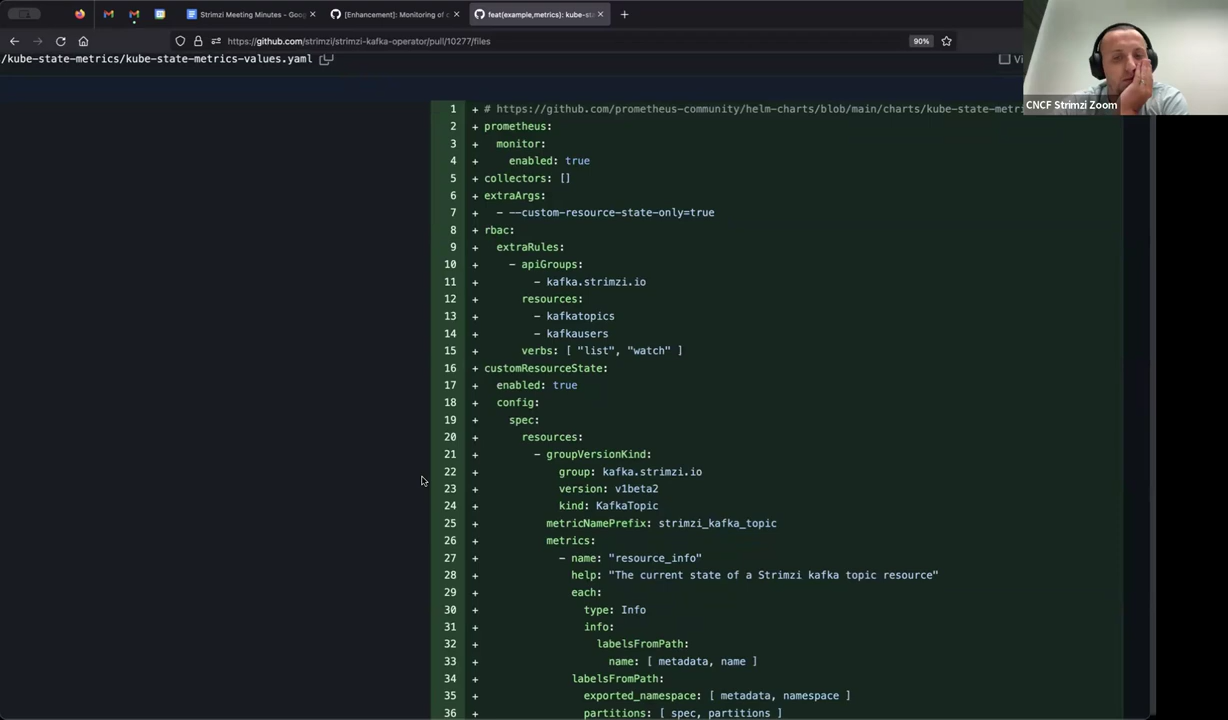 Strimzi Meeting Minutes - Goo
[Enhancement]: Monitoring of
feat(example,metrics): kube-sta
https://github.com/strimzi/strimzi-kafka-operator/pull/10277/files
90%
/kube-state-metrics/kube-state-metrics-values.yaml
CNCF Strimzi Zoom
1 + # https://github.com/prometheus-community/helm-charts/blob/main/charts/kube-state-metri
2 + prometheus:
3 + monitor:
4 + enabled: true
5 + collectors: []
6 + extraArgs:
7 + - --custom-resource-state-only=true
8 + rbac:
9 + extraRules:
10 + - apiGroups:
11 + - kafka.strimzi.io
12 + resources:
13 + - kafkatopics
14 + - kafkausers
15 + verbs: [ "list", "watch" ]
16 + customResourceState:
17 + enabled: true
18 + config:
19 + spec:
20 + resources:
21 + - groupVersionKind:
22 + group: kafka.strimzi.io
23 + version: v1beta2
24 + kind: KafkaTopic
25 + metricNamePrefix: strimzi_kafka_topic
26 + metrics:
27 + - name: "resource_info"
28 + help: "The current state of a Strimzi kafka topic resource"
29 + each:
30 + type: Info
31 + info:
32 + labelsFromPath:
33 + name: [ metadata, name ]
34 + labelsFromPath:
35 + exported_namespace: [ metadata, namespace ]
36 + partitions: [ spec, partitions ]